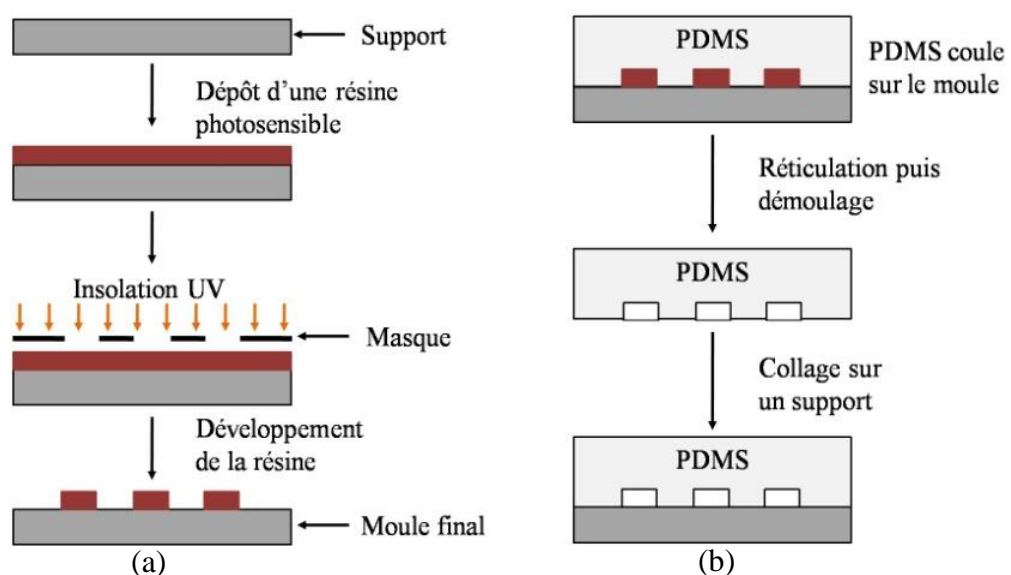 Support
Dépôt d'une résine
photosensible
Insolation UV
Masque
Développement
de la résine
Moule final
(a)
PDMS
PDMS coule
sur le moule
Réticulation puis
démoulage
PDMS
Collage sur
un support
PDMS
(b)